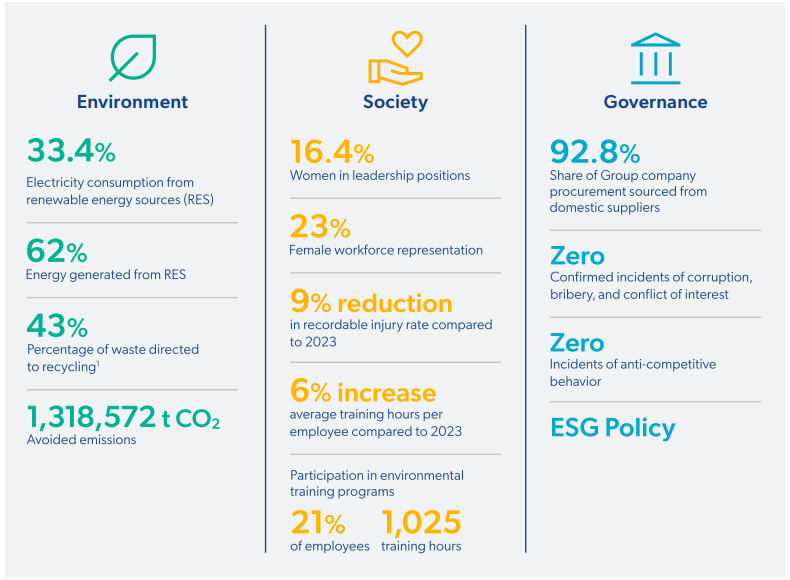 Environment
33.4%
Electricity consumption from
renewable energy sources (RES)
62%
Energy generated from RES
43%
Percentage of waste directed
to recycling¹
1,318,572 t CO₂
Avoided emissions
Society
16.4%
Women in leadership positions
23%
Female workforce representation
9% reduction
in recordable injury rate compared
to 2023
6% increase
average training hours per
employee compared to 2023
Participation in environmental
training programs
21% 1,025
of employees training hours
Governance
92.8%
Share of Group company
procurement sourced from
domestic suppliers
Zero
Confirmed incidents of corruption,
bribery, and conflict of interest
Zero
Incidents of anti-competitive
behavior
ESG Policy